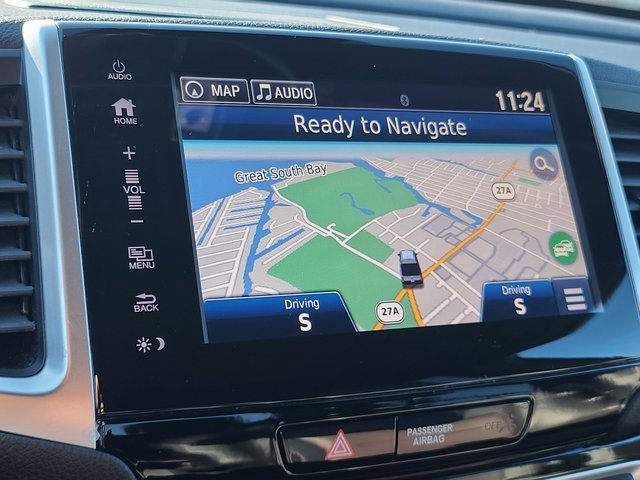 AUDIO
HOME
+
VOL
−
MENU
BACK
MAP
AUDIO
11:24
Ready to Navigate
Great South Bay
27A
27A
Driving
S
Driving
S
PASSENGER
AIRBAG
OFF